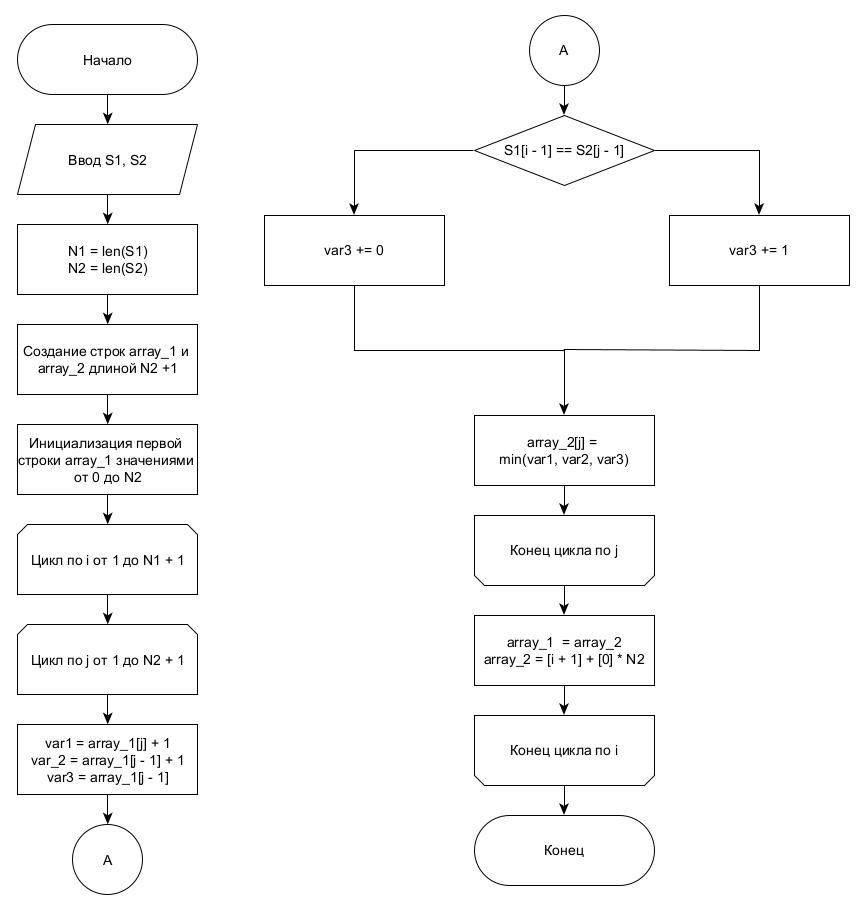 Начало
Ввод S1, S2
N1 = len(S1)
N2 = len(S2)
Создание строк array_1 и
array_2 длиной N2 +1
Инициализация первой
строки array_1 значениями
от 0 до N2
Цикл по i от 1 до N1 + 1
Цикл по j от 1 до N2 + 1
var1 = array_1[j] + 1
var_2 = array_1[j - 1] + 1
var3 = array_1[j - 1]
A
A
S1[i - 1] == S2[j - 1]
var3 += 0
var3 += 1
array_2[j] =
min(var1, var2, var3)
Конец цикла по j
array_1 = array_2
array_2 = [i + 1] + [0] * N2
Конец цикла по i
Конец